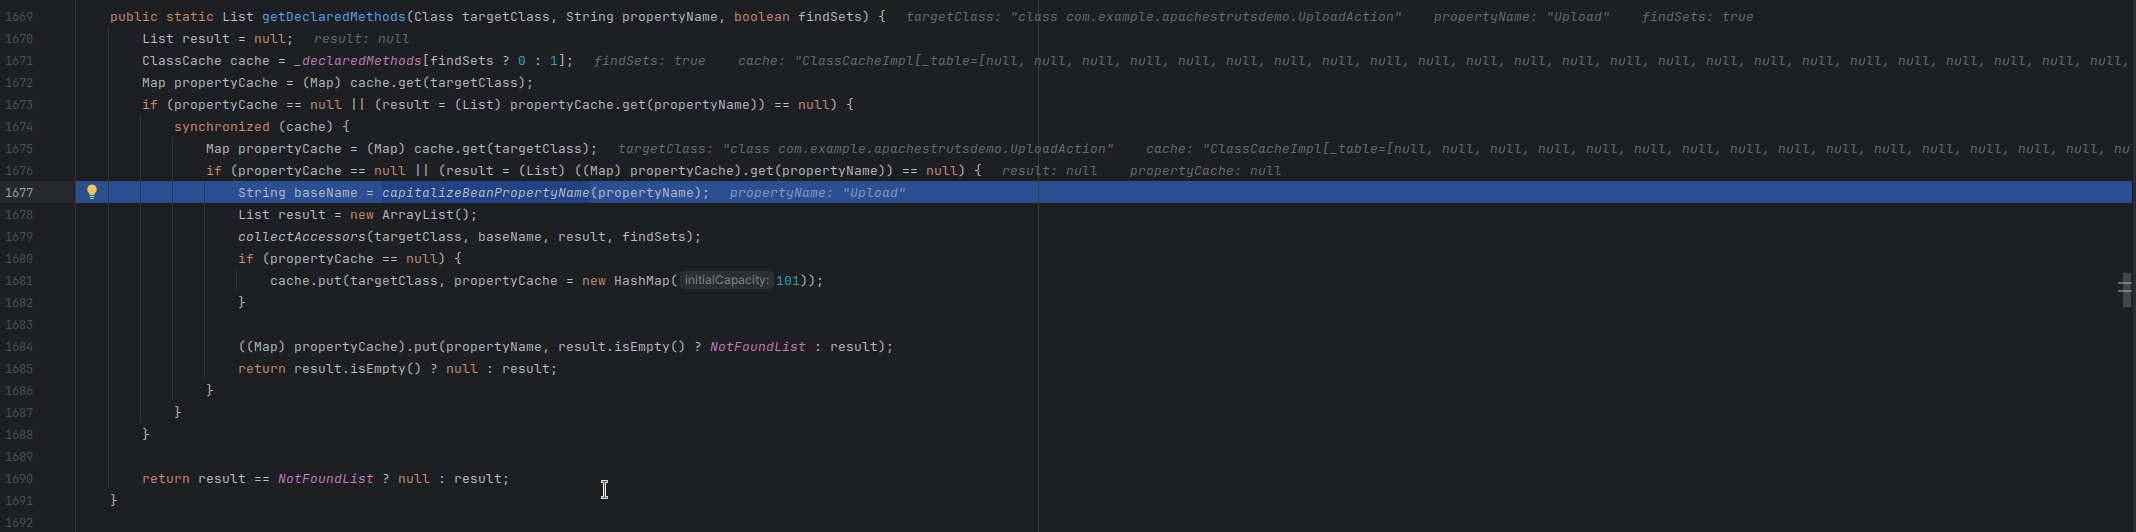 1669 public static List getDeclaredMethods(Class targetClass, String propertyName, boolean findSets) { targetClass: "class com.example.apachestrutsdemo.UploadAction" propertyName: "Upload" findSets: true
1670 List result = null; result: null
1671 ClassCache cache = _declaredMethods[findSets ? 0 : 1]; findSets: true cache: "ClassCacheImpl[_table=[null, null, null, null, null, null, null, null, null, null, null, null, null, null, null, null, null, null, null, null, null, null, null, null,
1672 Map propertyCache = (Map) cache.get(targetClass);
1673 if (propertyCache == null || (result = (List) propertyCache.get(propertyName)) == null) {
1674 synchronized (cache) {
1675 Map propertyCache = (Map) cache.get(targetClass); targetClass: "class com.example.apachestrutsdemo.UploadAction" cache: "ClassCacheImpl[_table=[null, null, null, null, null, null, null, null, null, null, null, null, null, null, null, nu
1676 if (propertyCache == null || (result = (List) ((Map) propertyCache).get(propertyName)) == null) { result: null propertyCache: null
1677 String baseName = capitalizeBeanPropertyName(propertyName); propertyName: "Upload"
1678 List result = new ArrayList();
1679 collectAccessors(targetClass, baseName, result, findSets);
1680 if (propertyCache == null) {
1681 cache.put(targetClass, propertyCache = new HashMap( initialCapacity: 101));
1682 }
1683
1684 ((Map) propertyCache).put(propertyName, result.isEmpty() ? NotFoundList : result);
1685 return result.isEmpty() ? null : result;
1686 }
1687 }
1688 }
1689
1690 return result == NotFoundList ? null : result;
1691 }
1692